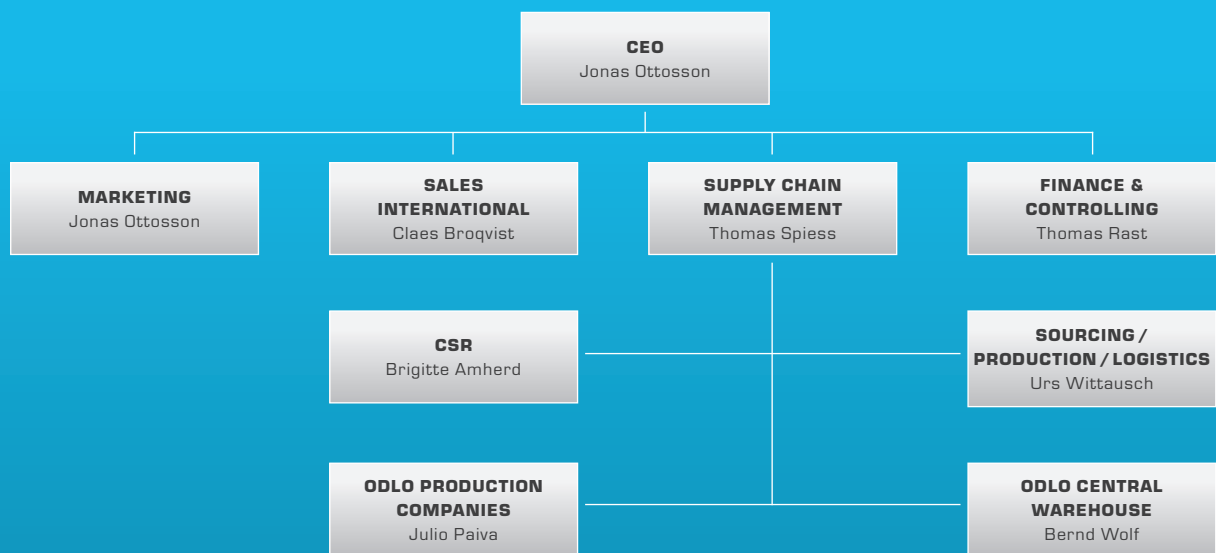 CEO
Jonas Ottosson
MARKETING
Jonas Ottosson
SALES
INTERNATIONAL
Claes Broqvist
SUPPLY CHAIN
MANAGEMENT
Thomas Spiess
FINANCE &
CONTROLLING
Thomas Rast
CSR
Brigitte Amherd
SOURCING /
PRODUCTION / LOGISTICS
Urs Wittausch
ODLO PRODUCTION
COMPANIES
Julio Paiva
ODLO CENTRAL
WAREHOUSE
Bernd Wolf